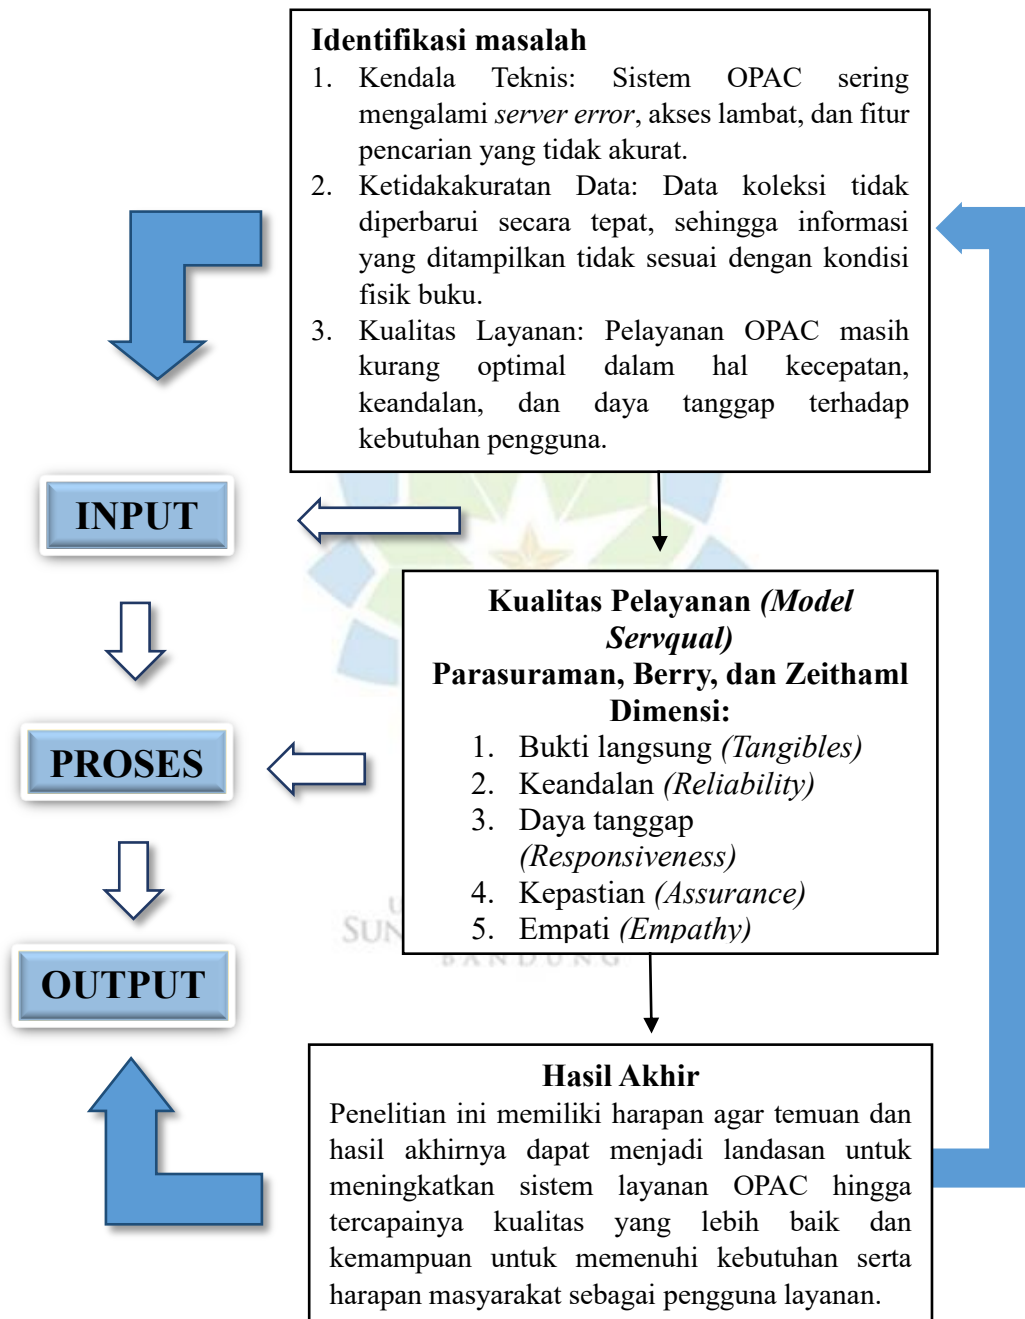 Identifikasi masalah
1. Kendala Teknis: Sistem OPAC sering
mengalami server error, akses lambat, dan fitur
pencarian yang tidak akurat.
2. Ketidakakuratan Data: Data koleksi tidak
diperbarui secara tepat, sehingga informasi
yang ditampilkan tidak sesuai dengan kondisi
fisik buku.
3. Kualitas Layanan: Pelayanan OPAC masih
kurang optimal dalam hal kecepatan,
keandalan, dan daya tanggap terhadap
kebutuhan pengguna.
INPUT
Kualitas Pelayanan (Model
Servqual)
Parasuraman, Berry, dan Zeithaml
Dimensi:
1. Bukti langsung (Tangibles)
2. Keandalan (Reliability)
3. Daya tanggap
(Responsiveness)
4. Kepastian (Assurance)
5. Empati (Empathy)
PROSES
SUN
BANDUNG
OUTPUT
Hasil Akhir
Penelitian ini memiliki harapan agar temuan dan
hasil akhirnya dapat menjadi landasan untuk
meningkatkan sistem layanan OPAC hingga
tercapainya kualitas yang lebih baik dan
kemampuan untuk memenuhi kebutuhan serta
harapan masyarakat sebagai pengguna layanan.